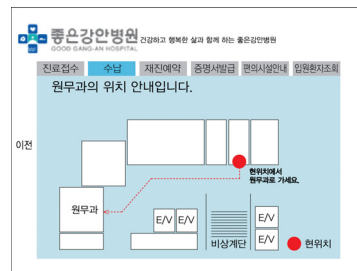 좋은강안병원 건강하고 행복한 삶과 함께 하는 좋은강안병원
GOOD GANG-AN HOSPITAL
진료접수 수납 재진예약 증명서발급 편의시설안내 입원환자조회
원무과의 위치 안내입니다.
이전
현위치에서
원무과로 가세요.
원무과
E/V E/V
E/V
E/V
비상계단
현위치